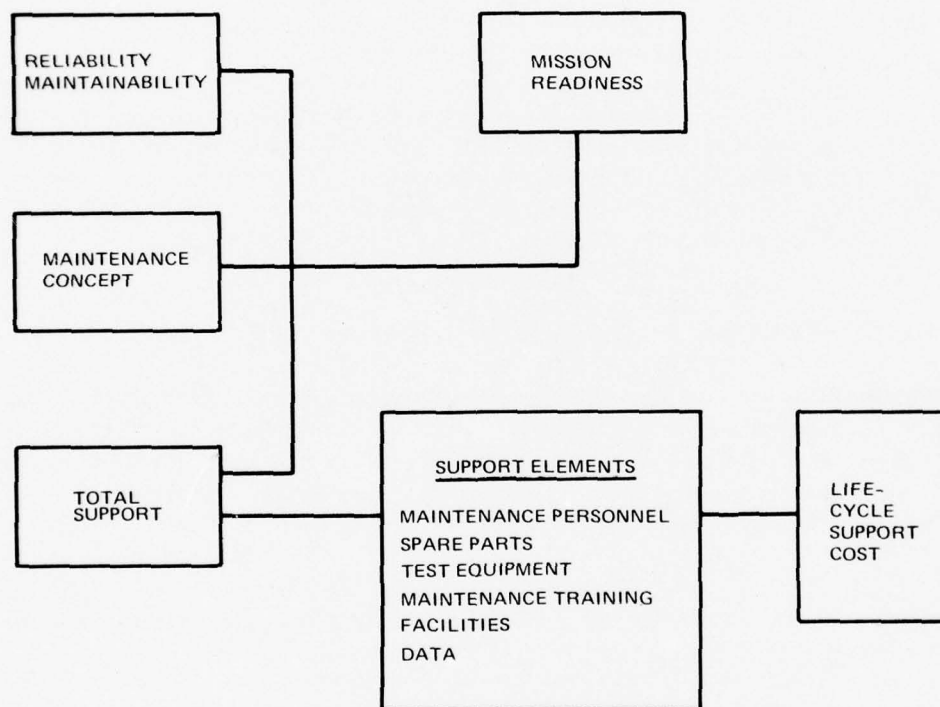 RELIABILITY
MAINTAINABILITY
MISSION
READINESS
MAINTENANCE
CONCEPT
TOTAL
SUPPORT
SUPPORT ELEMENTS
MAINTENANCE PERSONNEL
SPARE PARTS
TEST EQUIPMENT
MAINTENANCE TRAINING
FACILITIES
DATA
LIFE-
CYCLE
SUPPORT
COST